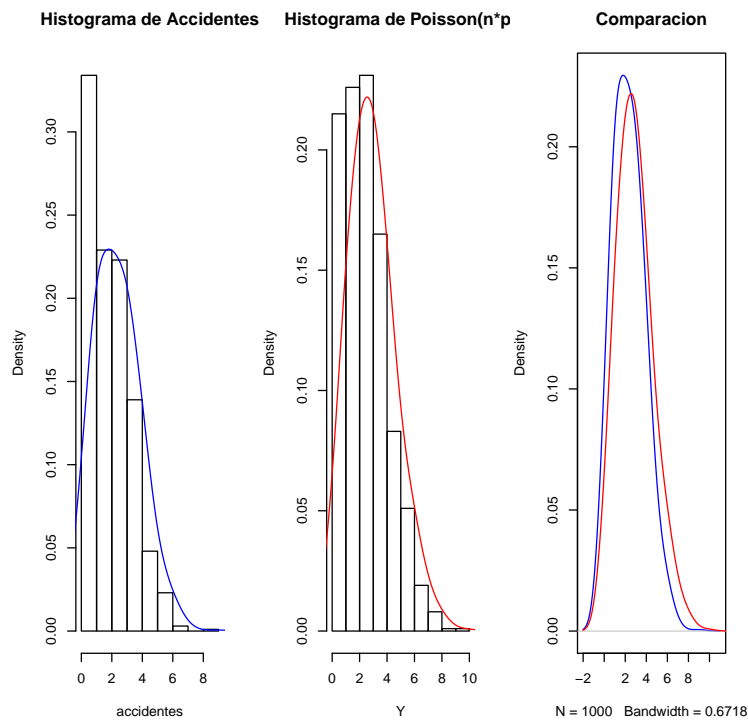 Histograma de Accidentes
Density
0.00
0.05
0.10
0.15
0.20
0.25
0.30
0 2 4 6 8
accidentes
Histograma de Poisson(n*p
Density
0.00
0.05
0.10
0.15
0.20
0 2 4 6 8 10
Y
Comparacion
Density
0.00
0.05
0.10
0.15
0.20
−2 0 2 4 6 8
N = 1000 Bandwidth = 0.6718